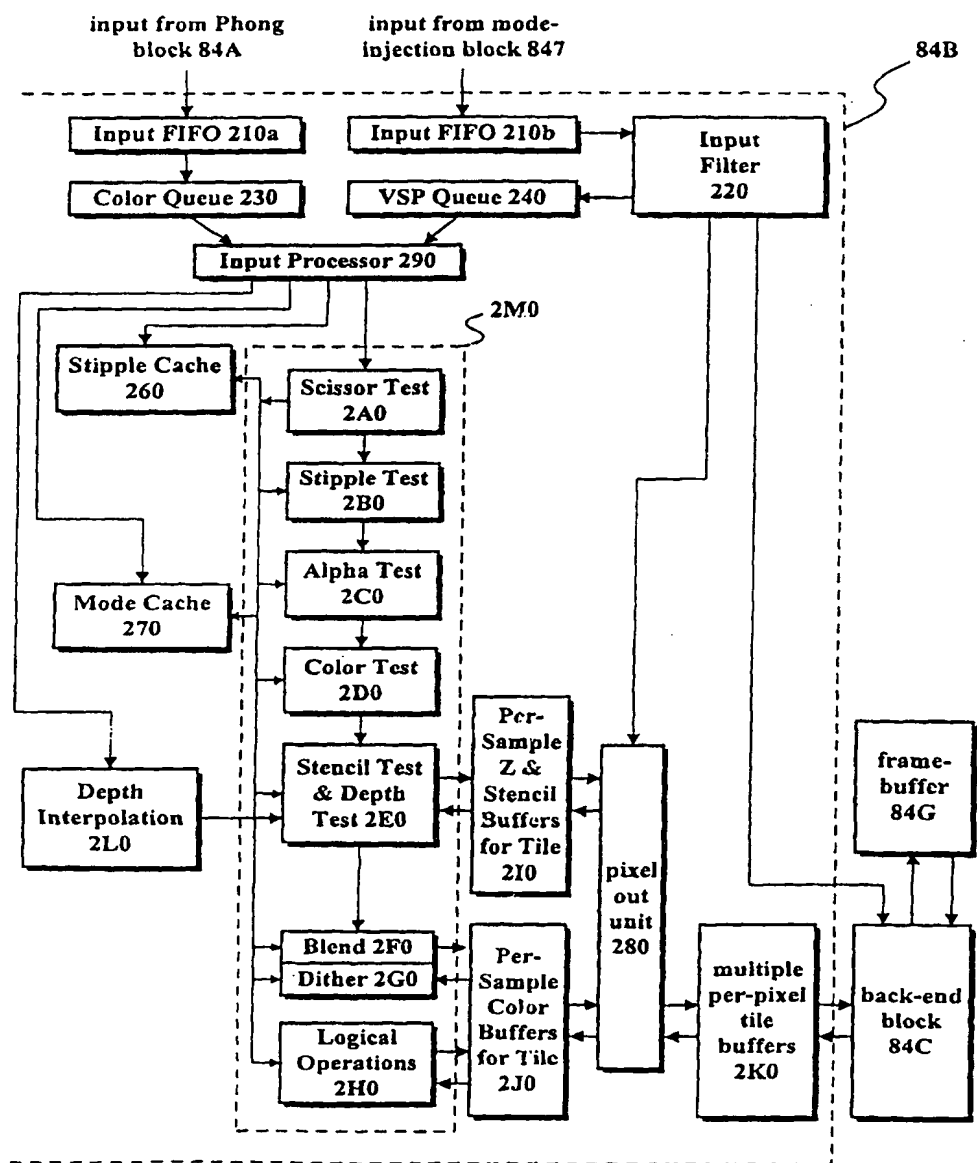 input from Phong
block 84A
input from mode-
injection block 847
84B
Input FIFO 210a
Input FIFO 210b
Input
Filter
220
Color Queue 230
VSP Queue 240
Input Processor 290
2M0
Stipple Cache
260
Scissor Test
2A0
Stipple Test
2B0
Alpha Test
2C0
Mode Cache
270
Color Test
2D0
Stencil Test
& Depth
Test 2E0
Depth
Interpolation
2L0
Per-
Sample
Z &
Stencil
Buffers
for Tile
2I0
pixel
out
unit
280
frame-
buffer
84G
Blend 2F0
Dither 2G0
Logical
Operations
2H0
Per-
Sample
Color
Buffers
for Tile
2J0
multiple
per-pixel
tile
buffers
2K0
back-end
block
84C